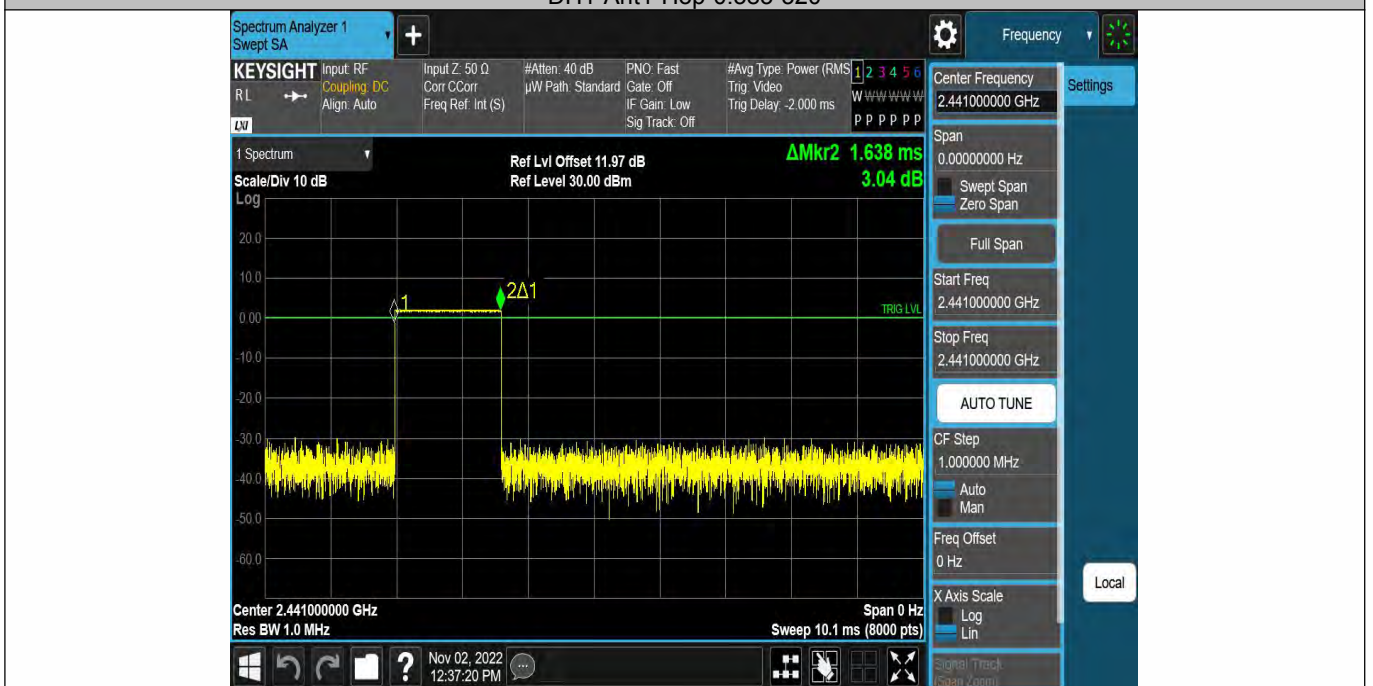 Spectrum Analyzer 1
Swept SA
Frequency
KEYSIGHT
RL
LXI
Input: RF
Coupling: DC
Align: Auto
Input Z: 50 Ω
Corr CCorr
Freq Ref: Int (S)
#Atten: 40 dB
µW Path: Standard
PNO: Fast
Gate: Off
IF Gain: Low
Sig Track: Off
#Avg Type: Power (RMS
Trig: Video
Trig Delay: -2.000 ms
1 2 3 4 5 6
W W W W W W
P P P P P P
1 Spectrum
Scale/Div 10 dB
Log
Ref Lvl Offset 11.97 dB
Ref Level 30.00 dBm
ΔMkr2 1.638 ms
3.04 dB
20.0
10.0
0.00
-10.0
-20.0
-30.0
-40.0
-50.0
-60.0
1
2Δ1
TRIG LVL
Center 2.441000000 GHz
Res BW 1.0 MHz
Span 0 Hz
Sweep 10.1 ms (8000 pts)
Nov 02, 2022
12:37:20 PM
Center Frequency
2.441000000 GHz
Settings
Span
0.00000000 Hz
Swept Span
Zero Span
Full Span
Start Freq
2.441000000 GHz
Stop Freq
2.441000000 GHz
AUTO TUNE
CF Step
1.000000 MHz
Auto
Man
Freq Offset
0 Hz
X Axis Scale
Log
Lin
Signal Track
(Span Zoom)
Local